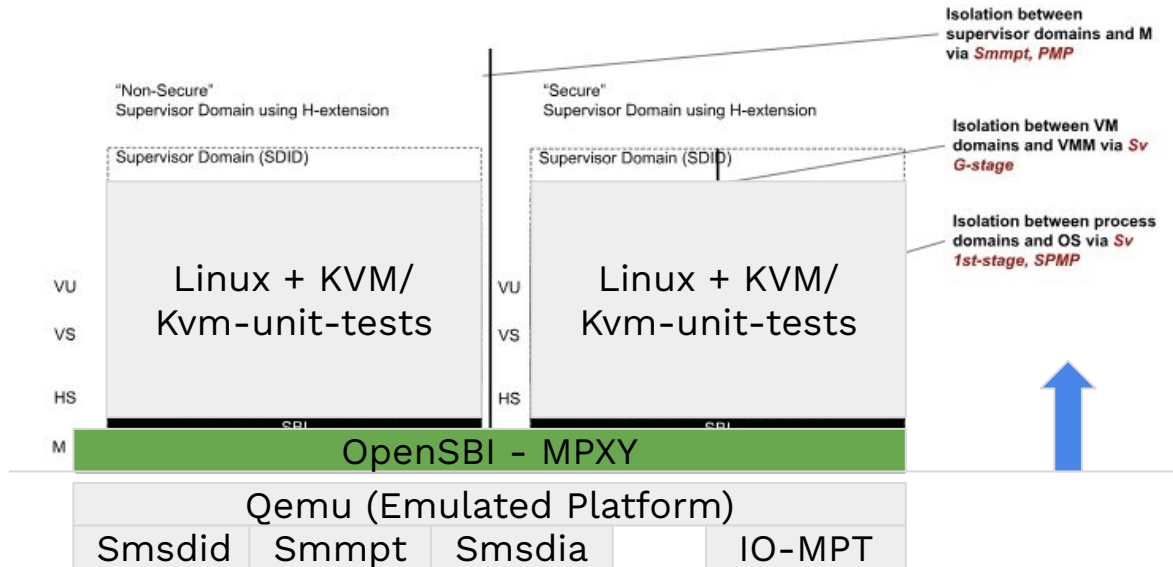 Isolation between
supervisor domains and M
via Smmpt, PMP
"Non-Secure"
Supervisor Domain using H-extension
"Secure"
Supervisor Domain using H-extension
Isolation between VM
domains and VMM via Sv
G-stage
Supervisor Domain (SDID)
Supervisor Domain (SDID)
Isolation between process
domains and OS via Sv
1st-stage, SPMP
VU
VS
HS
M
Linux + KVM/
Kvm-unit-tests
SBI
VU
VS
HS
Linux + KVM/
Kvm-unit-tests
SBI
OpenSBI - MPXY
Qemu (Emulated Platform)
Smsdid
Smmpt
Smsdia
IO-MPT